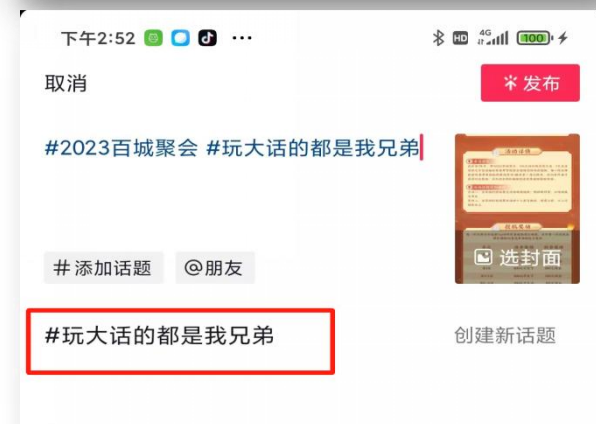 下午2:52 ··· HD 4G 100
取消
发布
#2023百城聚会 #玩大话的都是我兄弟
选封面
#添加话题 @朋友
#玩大话的都是我兄弟
创建新话题